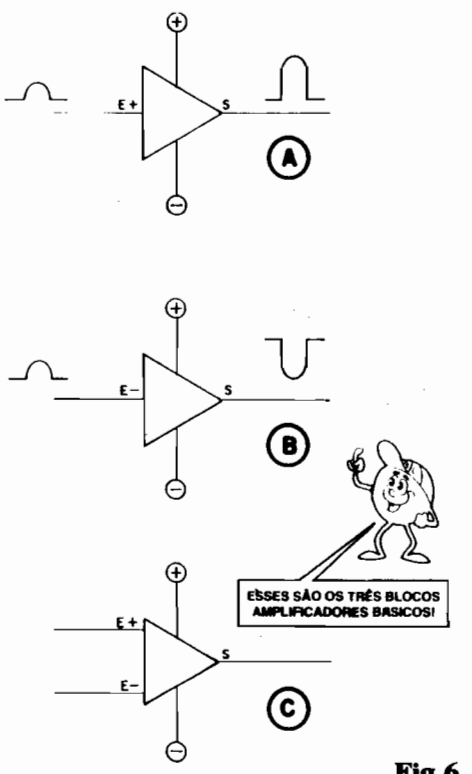 +
E+
S
A
−
+
E−
S
B
−
ESSES SÃO OS TRÊS BLOCOS
AMPLIFICADORES BASICOS!
+
E+
S
E−
C
−
Fig.6